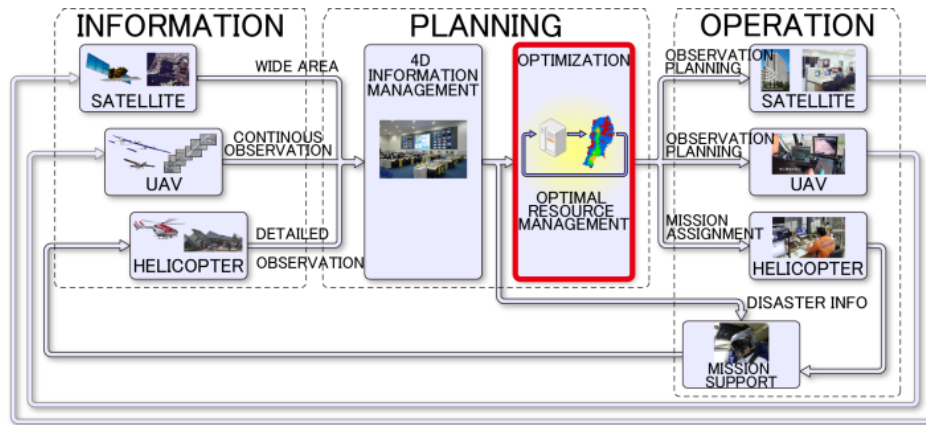 INFORMATION
PLANNING
OPERATION
SATELLITE
WIDE AREA
UAV
CONTINOUS
OBSERVATION
HELICOPTER
DETAILED
OBSERVATION
4D
INFORMATION
MANAGEMENT
OPTIMIZATION
OPTIMAL
RESOURCE
MANAGEMENT
OBSERVATION
PLANNING
SATELLITE
OBSERVATION
PLANNING
UAV
MISSION
ASSIGNMENT
HELICOPTER
DISASTER INFO
MISSION
SUPPORT